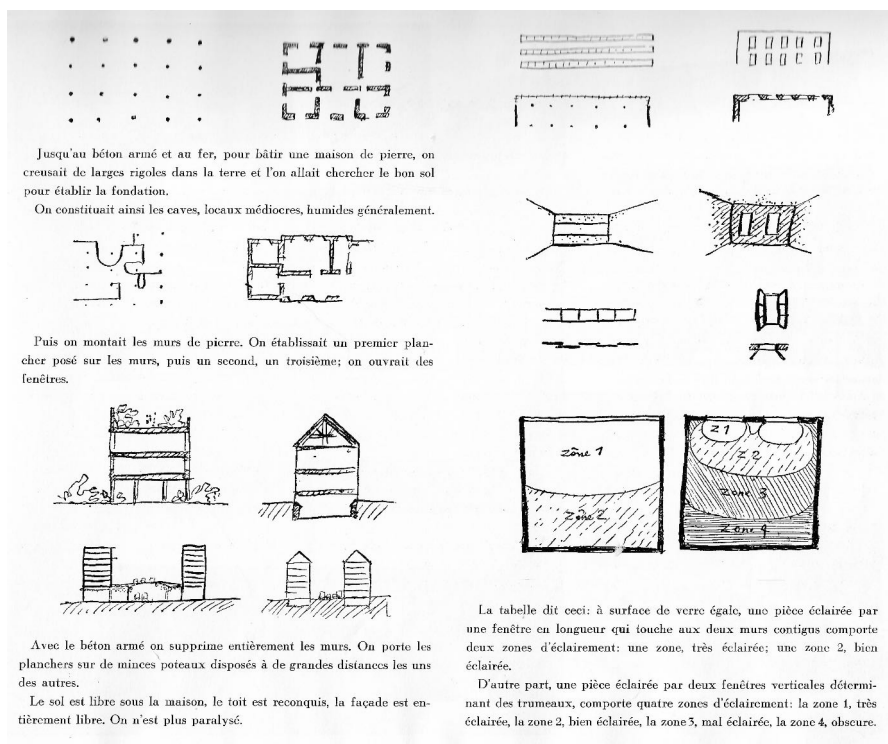 Jusqu'au béton armé et au fer, pour bâtir une maison de pierre, on
creusait de larges rigoles dans la terre et l'on allait chercher le bon sol
pour établir la fondation.
On constituait ainsi les caves, locaux médiocres, humides généralement.
Puis on montait les murs de pierre. On établissait un premier plan-
cher posé sur les murs, puis un second, un troisième; on ouvrait des
fenêtres.
Avec le béton armé on supprime entièrement les murs. On porte les
planchers sur de minces poteaux disposés à de grandes distances les uns
des autres.
Le sol est libre sous la maison, le toit est reconquis, la façade est en-
tièrement libre. On n'est plus paralysé.
zône 1
zône 2
Z1
Z 2
Zone 3
Zone 4
La tabelle dit ceci: à surface de verre égale, une pièce éclairée par
une fenêtre en longueur qui touche aux deux murs contigus comporte
deux zones d'éclairement: une zone, très éclairée; une zone 2, bien
éclairée.
D'autre part, une pièce éclairée par deux fenêtres verticales détermi-
nant des trumeaux, comporte quatre zones d'éclairement: la zone 1, très
éclairée, la zone 2, bien éclairée, la zone 3, mal éclairée, la zone 4, obscure.